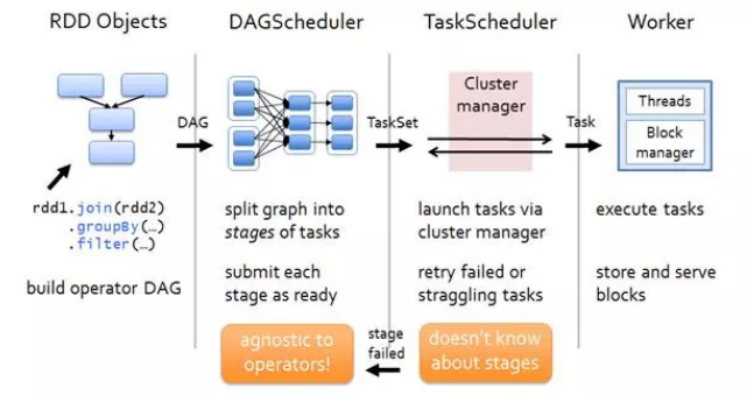 RDD Objects
DAGScheduler
TaskScheduler
Worker
DAG
TaskSet
Cluster
manager
Task
Threads
Block
manager
rdd1.join(rdd2)
.groupBy(…)
.filter(…)
build operator DAG
split graph into
stages of tasks
submit each
stage as ready
agnostic to
operators!
launch tasks via
cluster manager
retry failed or
straggling tasks
stage
failed
doesn't know
about stages
execute tasks
store and serve
blocks